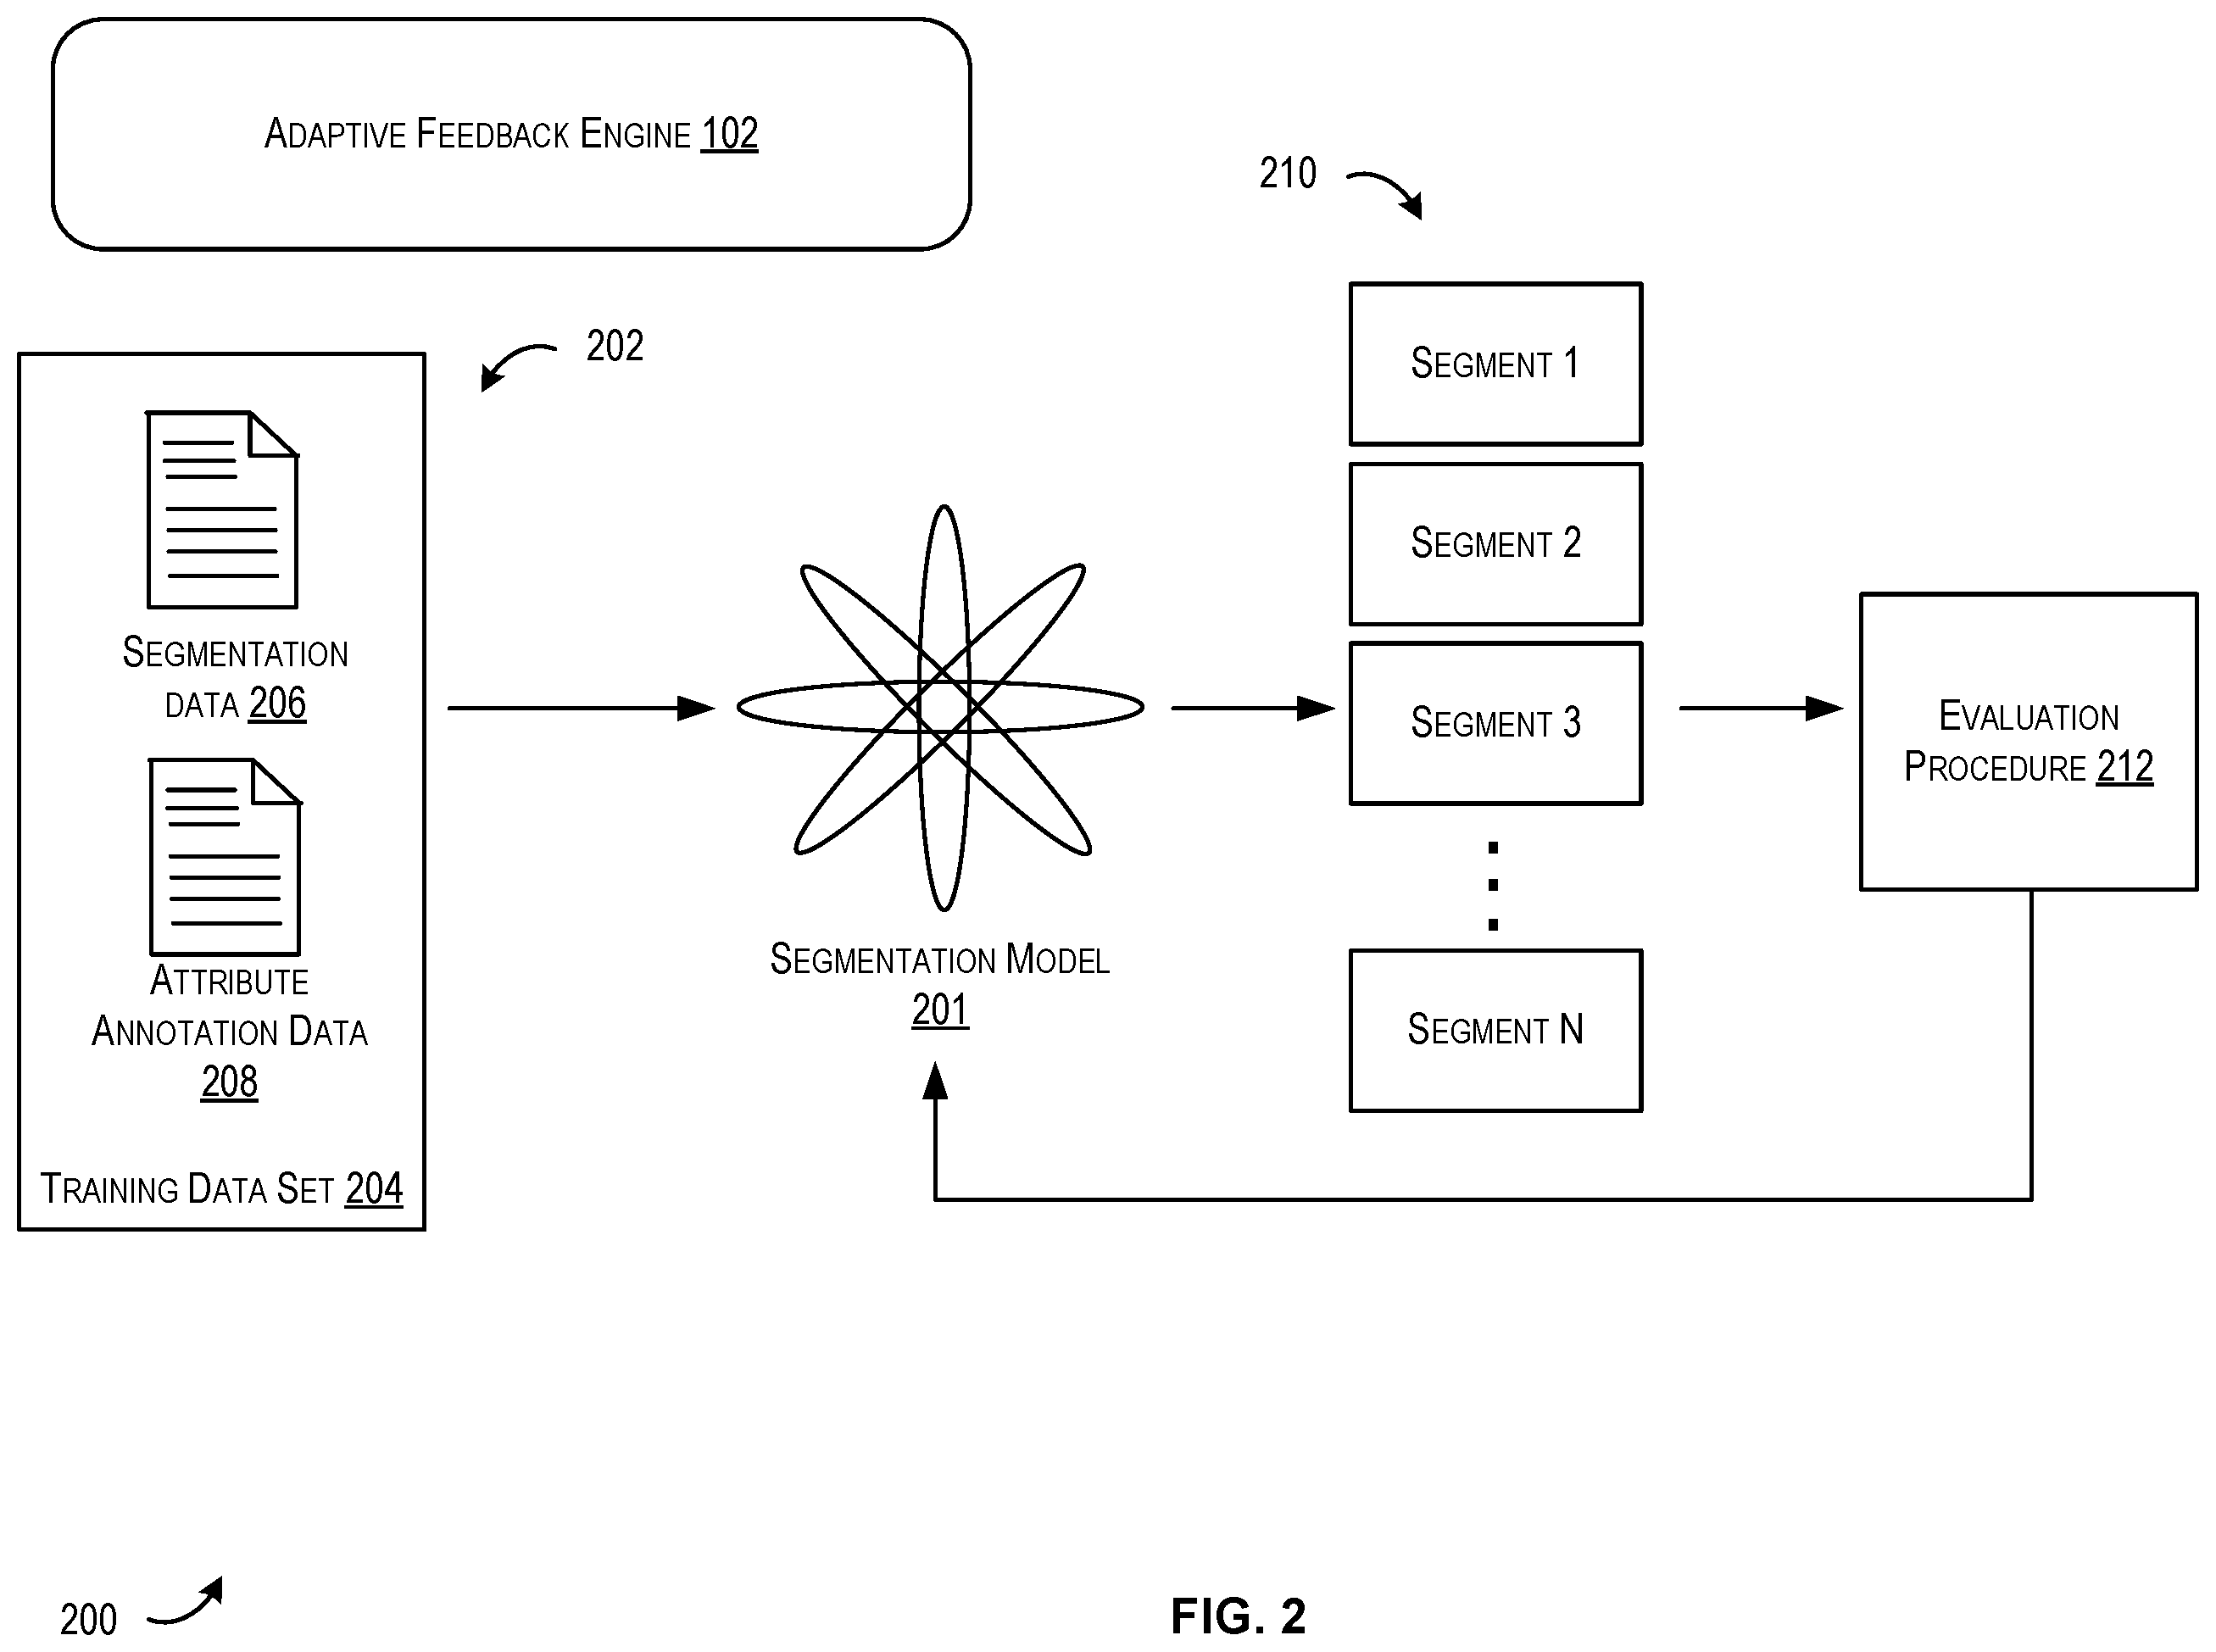 Adaptive Feedback Engine 102
210
202
Segmentation
data 206
Attribute
Annotation Data
208
Training Data Set 204
Segmentation Model
201
Segment 1
Segment 2
Segment 3
Segment N
Evaluation
Procedure 212
200
FIG. 2